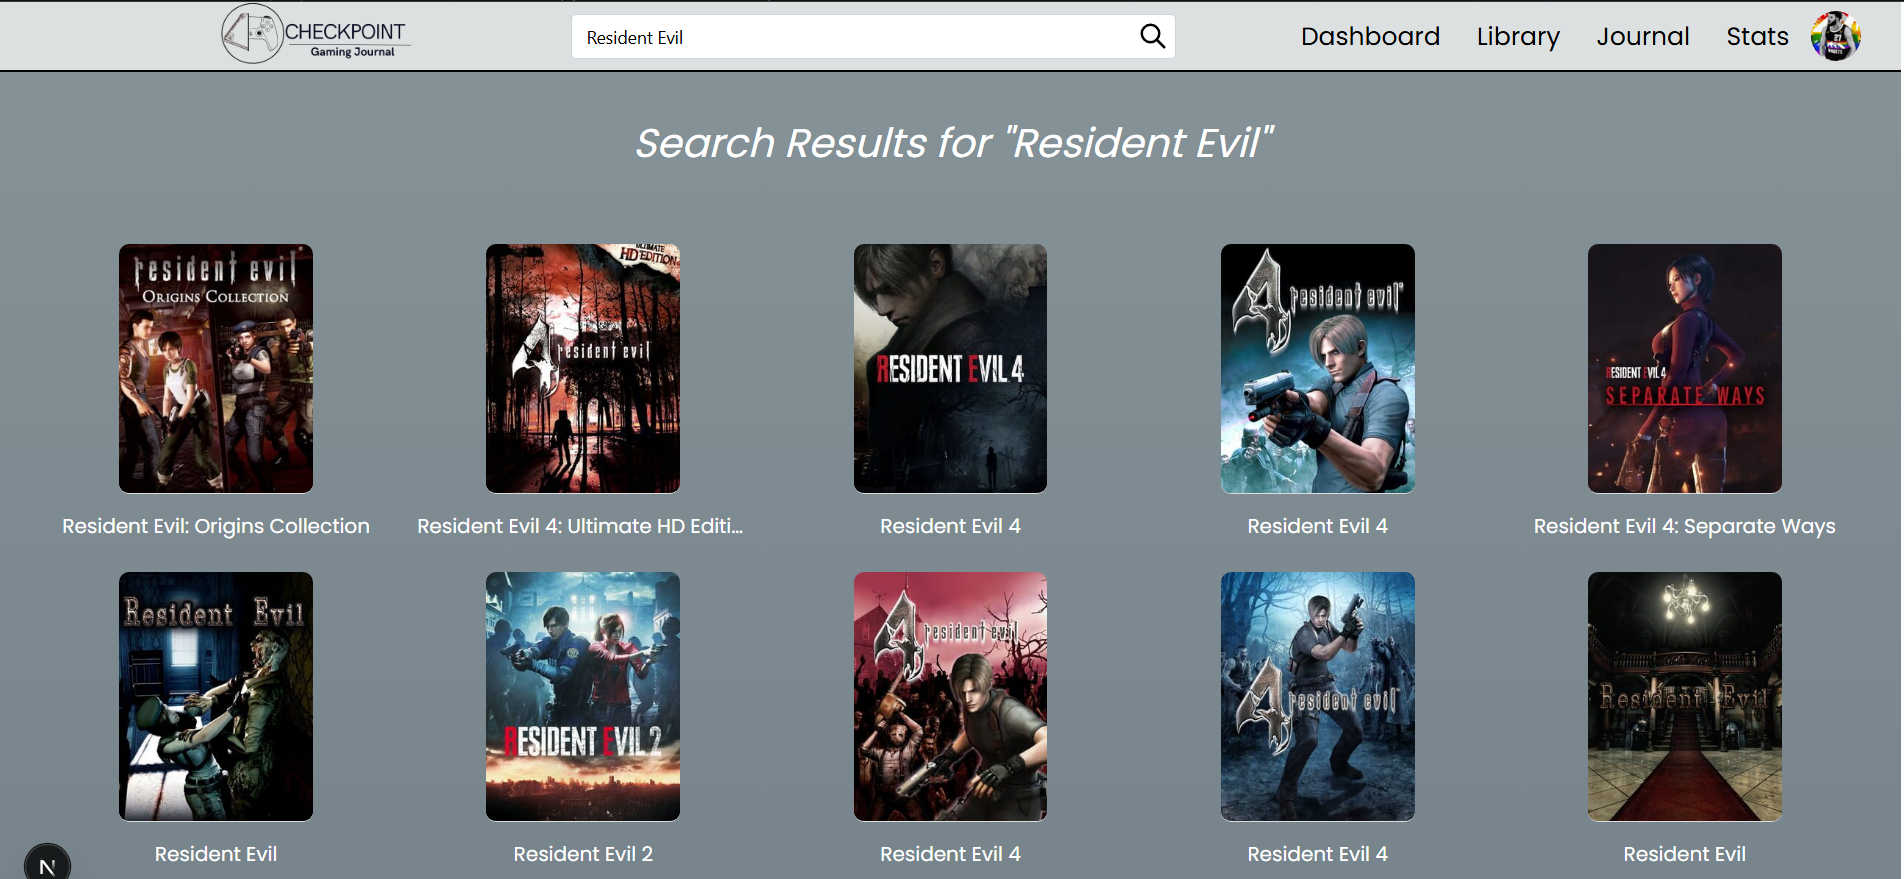 CHECKPOINT
Gaming Journal
Resident Evil
Dashboard
Library
Journal
Stats
27
Search Results for "Resident Evil"
resident evil
ORIGINS COLLECTION
ULTIMATE
HD EDITION
4
resident evil
RESIDENT EVIL 4
4
resident evil
RESIDENT EVIL 4
SEPARATE WAYS
Resident Evil: Origins Collection
Resident Evil 4: Ultimate HD Editi...
Resident Evil 4
Resident Evil 4
Resident Evil 4: Separate Ways
Resident Evil
RESIDENT EVIL 2
4
resident evil
4
resident evil
Resident Evil
Resident Evil
Resident Evil 2
Resident Evil 4
Resident Evil 4
Resident Evil
N